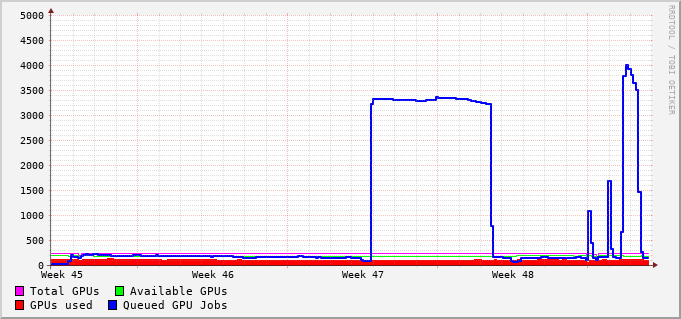 5000
4500
4000
3500
3000
2500
2000
1500
1000
500
0
Week 45 Week 46 Week 47 Week 48
Total GPUs Available GPUs
GPUs used Queued GPU Jobs
RRDTOOL / TOBI OETIKER